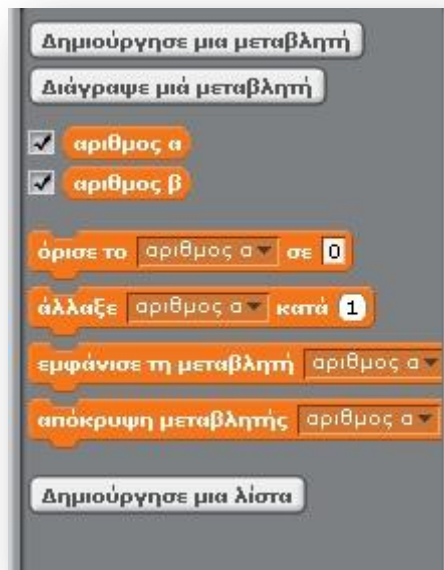 Δημιούργησε μια μεταβλητή
Διάγραψε μιά μεταβλητή
αριθμος α
αριθμος β
όρισε το αριθμος α σε 0
άλλαξε αριθμος α κατά 1
εμφάνισε τη μεταβλητή αριθμος α
απόκρυψη μεταβλητής αριθμος α
Δημιούργησε μια λίστα